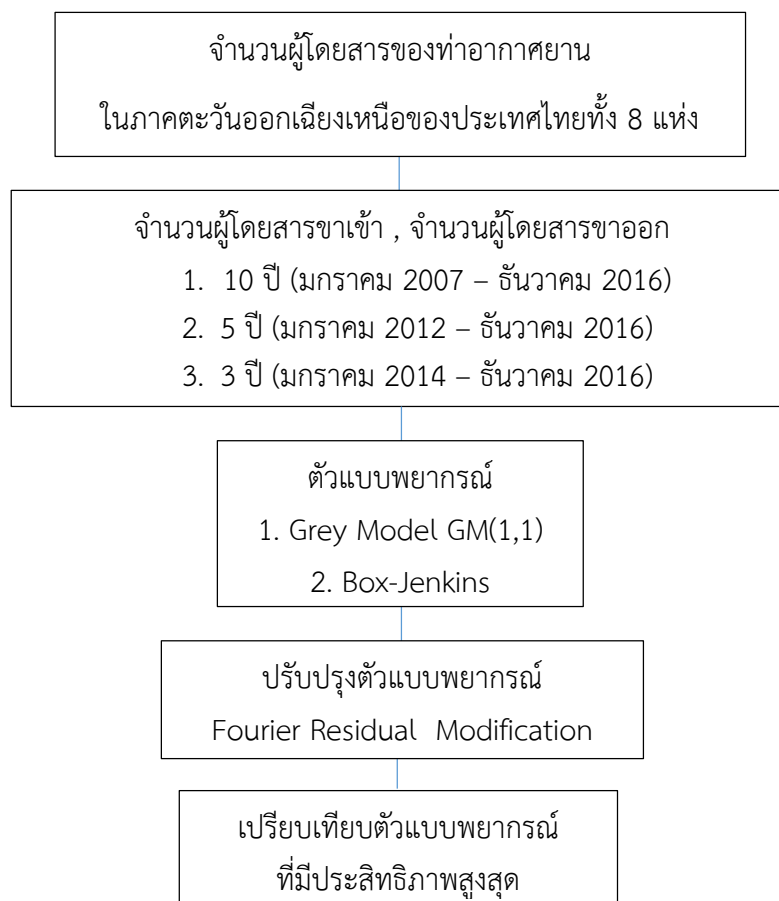 จำนวนผู้โดยสารของท่าอากาศยาน
ในภาคตะวันออกเฉียงเหนือของประเทศไทยทั้ง 8 แห่ง
จำนวนผู้โดยสารขาเข้า , จำนวนผู้โดยสารขาออก
1. 10 ปี (มกราคม 2007 – ธันวาคม 2016)
2. 5 ปี (มกราคม 2012 – ธันวาคม 2016)
3. 3 ปี (มกราคม 2014 – ธันวาคม 2016)
ตัวแบบพยากรณ์
1. Grey Model GM(1,1)
2. Box-Jenkins
ปรับปรุงตัวแบบพยากรณ์
Fourier Residual Modification
เปรียบเทียบตัวแบบพยากรณ์
ที่มีประสิทธิภาพสูงสุด